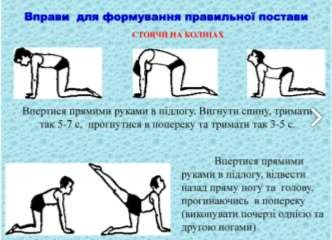 Вправи для формування правильної постави
СТОЯЧИ НА КОЛІНАХ
Впертися прямими руками в підлогу. Вигнути спину, тримати
так 5-7 с, прогнутися в попереку та тримати так 3-5 с.
Впертися прямими
руками в підлогу, відвести
назад пряму ногу та голову,
прогинаючись в попереку
(виконувати почерзі однією та
другою ногами)